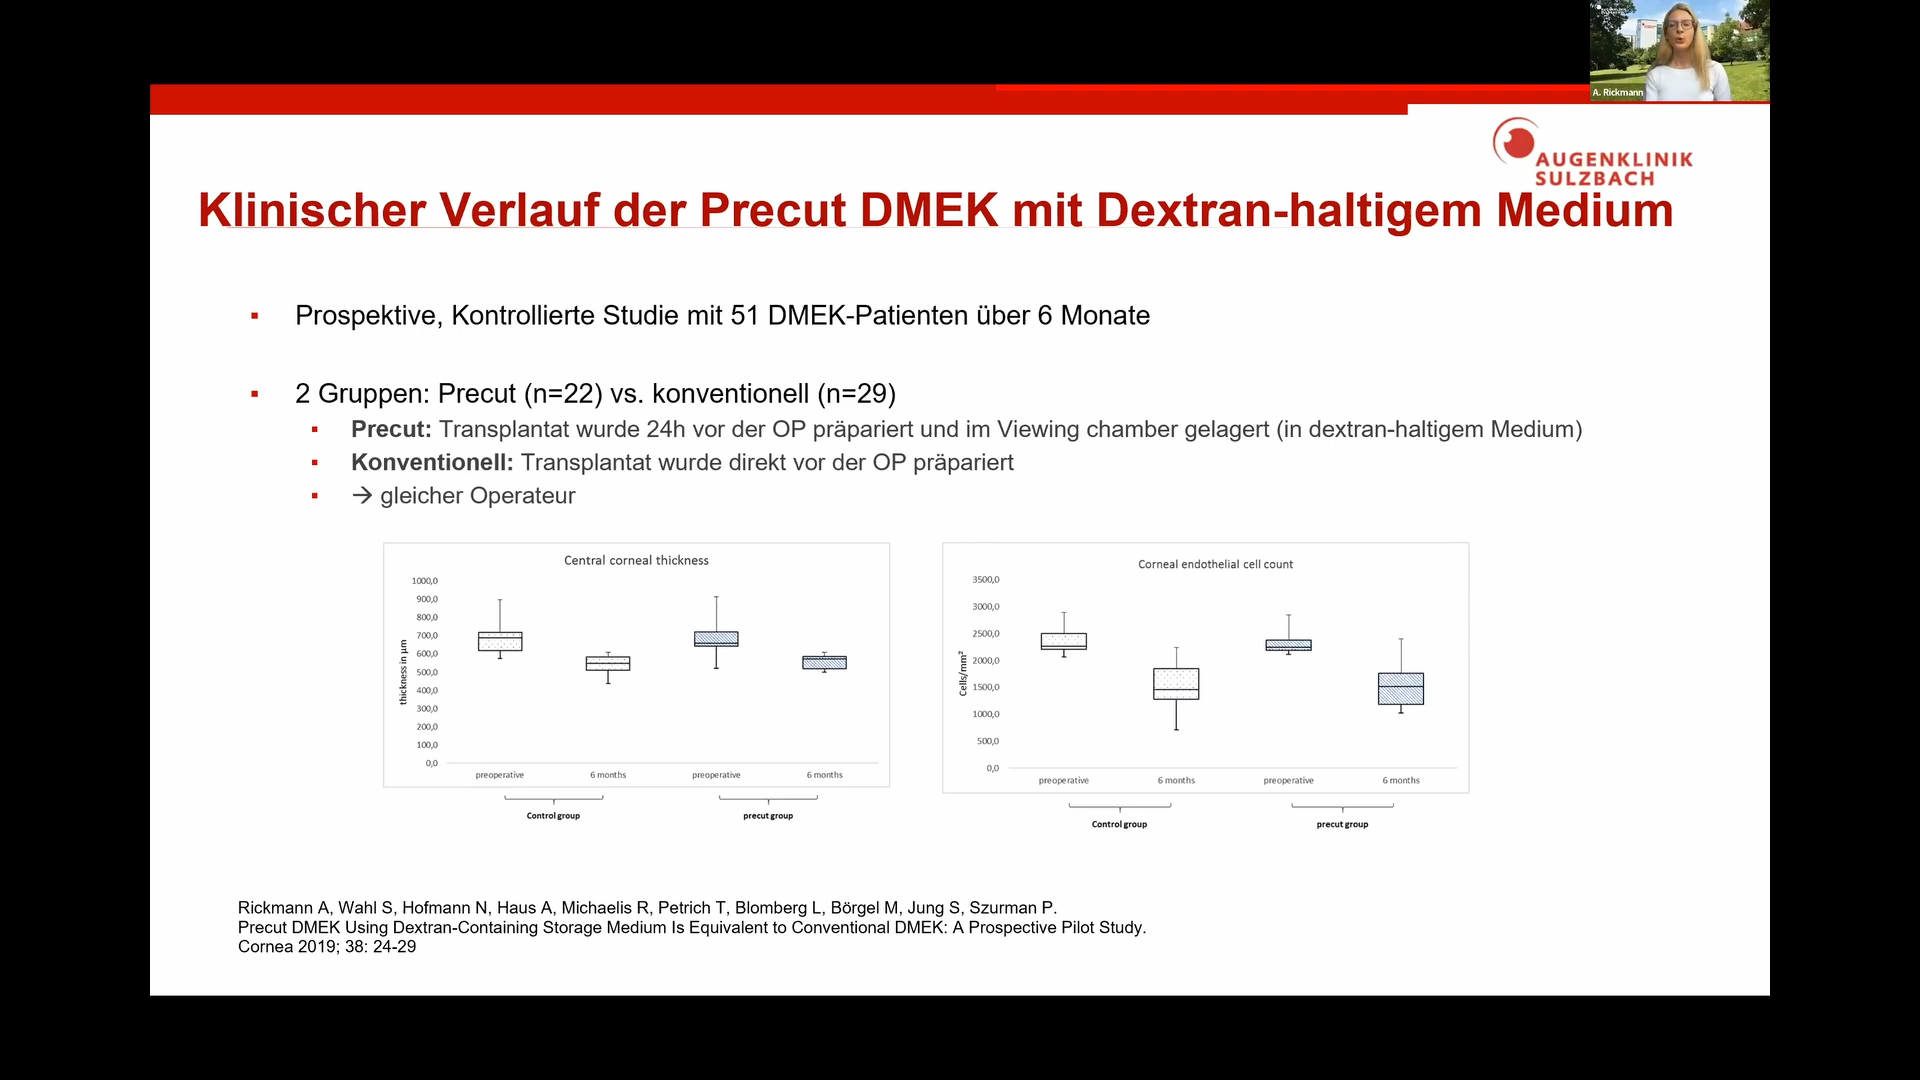 A. Rickmann
AUGENKLINIK
SULZBACH
Klinischer Verlauf der Precut DMEK mit Dextran-haltigem Medium
▪ Prospektive, Kontrollierte Studie mit 51 DMEK-Patienten über 6 Monate
▪ 2 Gruppen: Precut (n=22) vs. konventionell (n=29)
▪ Precut: Transplantat wurde 24h vor der OP präpariert und im Viewing chamber gelagert (in dextran-haltigem Medium)
▪ Konventionell: Transplantat wurde direkt vor der OP präpariert
▪ → gleicher Operateur
Central corneal thickness
thickness in µm
1000,0
900,0
800,0
700,0
600,0
500,0
400,0
300,0
200,0
100,0
0,0
preoperative 6 months preoperative 6 months
Control group precut group
Corneal endothelial cell count
Cells/mm²
3500,0
3000,0
2500,0
2000,0
1500,0
1000,0
500,0
0,0
preoperative 6 months preoperative 6 months
Control group precut group
Rickmann A, Wahl S, Hofmann N, Haus A, Michaelis R, Petrich T, Blomberg L, Börgel M, Jung S, Szurman P.
Precut DMEK Using Dextran-Containing Storage Medium Is Equivalent to Conventional DMEK: A Prospective Pilot Study.
Cornea 2019; 38: 24-29